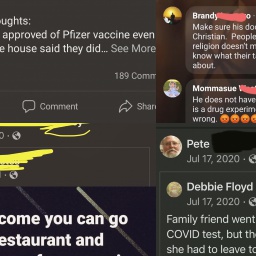 oughts:
approved of Pfizer vaccine even
e house said they did... See More
189 Comm
Comment
Shar
come you can go
estaurant and
Brandy
Make sure his do
Christian. People
religion doesn't m
know what their t
about.
Mommasue
He does not have
is a drug experim
wrong. 😡😡😡😡
Pete
Jul 17, 2020 •
Debbie Floyd
Jul 17, 2020 •
Family friend went
COVID test, but th
she had to leave to